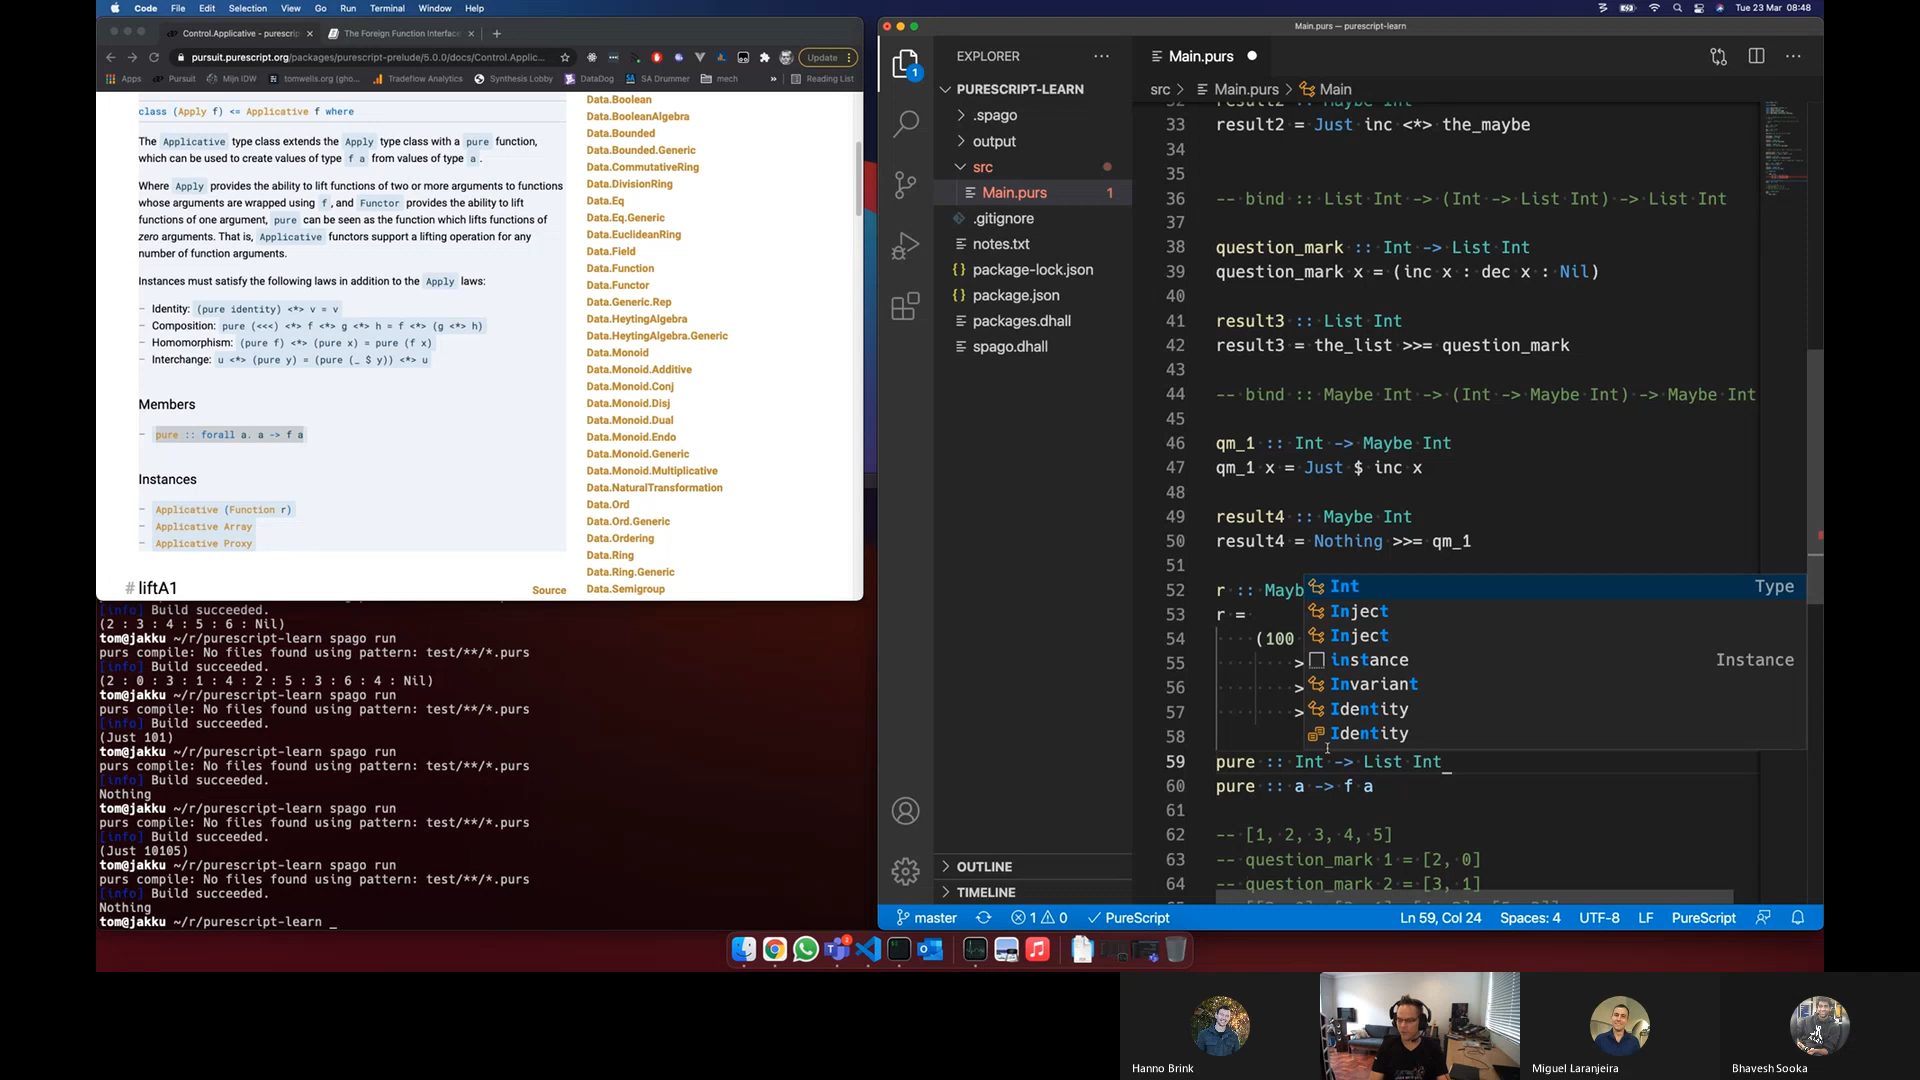 Code File Edit Selection View Go Run Terminal Window Help
Tue 23 Mar 08:48
Control.Applicative - purescrip
The Foreign Function Interface
pursuit.purescript.org/packages/purescript-prelude/5.0.0/docs/Control.Applic...
Update
Apps Pursuit Mijn IDW tomwells.org (gho... Tradeflow Analytics Synthesis Lobby DataDog SA Drummer mech » Reading List
class (Apply f) <= Applicative f where
The Applicative type class extends the Apply type class with a pure function,
which can be used to create values of type f a from values of type a .
Where Apply provides the ability to lift functions of two or more arguments to functions
whose arguments are wrapped using f , and Functor provides the ability to lift
functions of one argument, pure can be seen as the function which lifts functions of
zero arguments. That is, Applicative functors support a lifting operation for any
number of function arguments.
Instances must satisfy the following laws in addition to the Apply laws:
– Identity: (pure identity) <*> v = v
– Composition: pure (<<<) <*> f <*> g <*> h = f <*> (g <*> h)
– Homomorphism: (pure f) <*> (pure x) = pure (f x)
– Interchange: u <*> (pure y) = (pure (_ $ y)) <*> u
Members
– pure :: forall a. a -> f a
Instances
– Applicative (Function r)
– Applicative Array
– Applicative Proxy
# liftA1
Source
Data.Boolean
Data.BooleanAlgebra
Data.Bounded
Data.Bounded.Generic
Data.CommutativeRing
Data.DivisionRing
Data.Eq
Data.Eq.Generic
Data.EuclideanRing
Data.Field
Data.Function
Data.Functor
Data.Generic.Rep
Data.HeytingAlgebra
Data.HeytingAlgebra.Generic
Data.Monoid
Data.Monoid.Additive
Data.Monoid.Conj
Data.Monoid.Disj
Data.Monoid.Dual
Data.Monoid.Endo
Data.Monoid.Generic
Data.Monoid.Multiplicative
Data.NaturalTransformation
Data.Ord
Data.Ord.Generic
Data.Ordering
Data.Ring
Data.Ring.Generic
Data.Semigroup
[info] Build succeeded.
(2 : 3 : 4 : 5 : 6 : Nil)
tom@jakku ~/r/purescript-learn spago run
purs compile: No files found using pattern: test/**/*.purs
[info] Build succeeded.
(2 : 0 : 3 : 1 : 4 : 2 : 5 : 3 : 6 : 4 : Nil)
tom@jakku ~/r/purescript-learn spago run
purs compile: No files found using pattern: test/**/*.purs
[info] Build succeeded.
(Just 101)
tom@jakku ~/r/purescript-learn spago run
purs compile: No files found using pattern: test/**/*.purs
[info] Build succeeded.
Nothing
tom@jakku ~/r/purescript-learn spago run
purs compile: No files found using pattern: test/**/*.purs
[info] Build succeeded.
(Just 10105)
tom@jakku ~/r/purescript-learn spago run
purs compile: No files found using pattern: test/**/*.purs
[info] Build succeeded.
Nothing
tom@jakku ~/r/purescript-learn _
Main.purs — purescript-learn
1
EXPLORER
PURESCRIPT-LEARN
.spago
output
src
Main.purs 1
.gitignore
notes.txt
package-lock.json
package.json
packages.dhall
spago.dhall
OUTLINE
TIMELINE
Main.purs
src > Main.purs > Main
32 result2 :: Maybe Int
33 result2 = Just inc <*> the_maybe
34
35
36 -- bind :: List Int -> (Int -> List Int) -> List Int
37
38 question_mark :: Int -> List Int
39 question_mark x = (inc x : dec x : Nil)
40
41 result3 :: List Int
42 result3 = the_list >>= question_mark
43
44 -- bind :: Maybe Int -> (Int -> Maybe Int) -> Maybe Int
45
46 qm_1 :: Int -> Maybe Int
47 qm_1 x = Just $ inc x
48
49 result4 :: Maybe Int
50 result4 = Nothing >>= qm_1
51
52 r :: Mayb
53 r =
54 (100
55 >
56 >
57 >
58
59 pure :: Int -> List Int_
60 pure :: a -> f a
61
62 -- [1, 2, 3, 4, 5]
63 -- question_mark 1 = [2, 0]
64 -- question_mark 2 = [3, 1]
Int Type
Inject
Inject
instance Instance
Invariant
Identity
Identity
master 1 0 PureScript
Ln 59, Col 24 Spaces: 4 UTF-8 LF PureScript
2
Hanno Brink
Miguel Laranjeira
Bhavesh Sooka